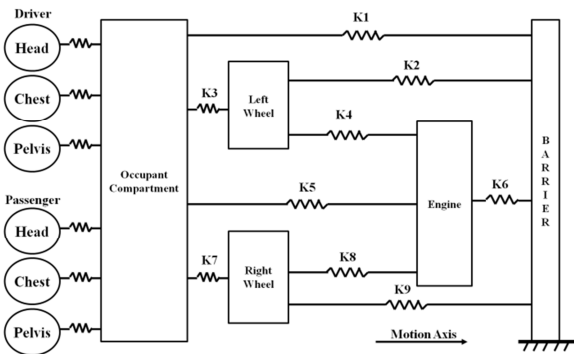 Driver
Head
Chest
Pelvis
Passenger
Head
Chest
Pelvis
Occupant
Compartment
K1
K2
K3
Left
Wheel
K4
K5
Engine
K6
K7
Right
Wheel
K8
K9
BARRIER
Motion Axis